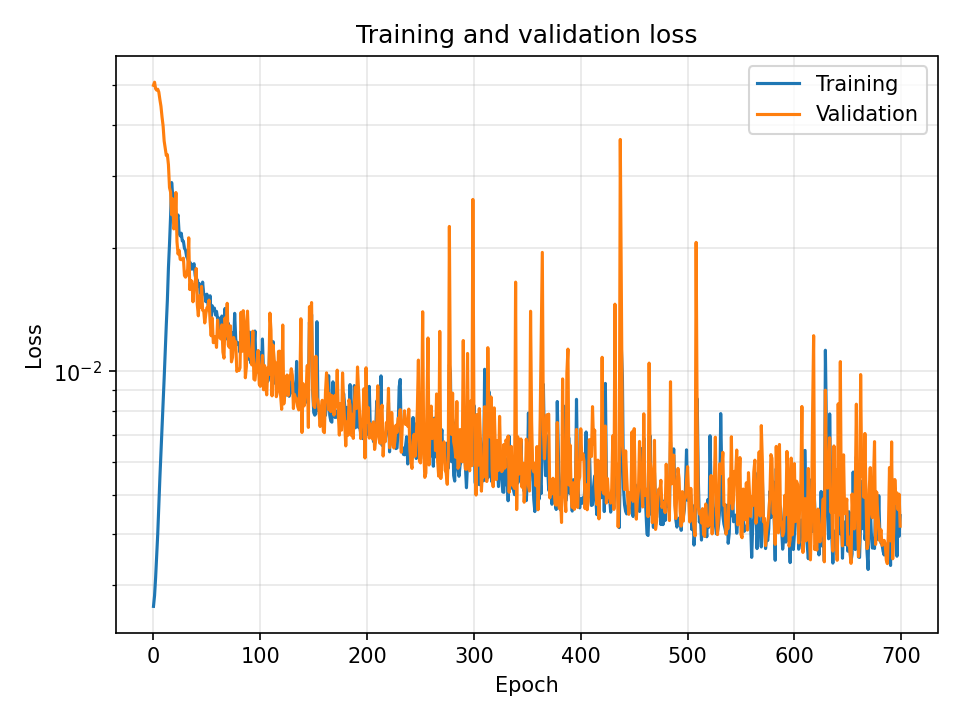 Training and validation loss
Training
Validation
Loss
10⁻²
0 100 200 300 400 500 600 700
Epoch